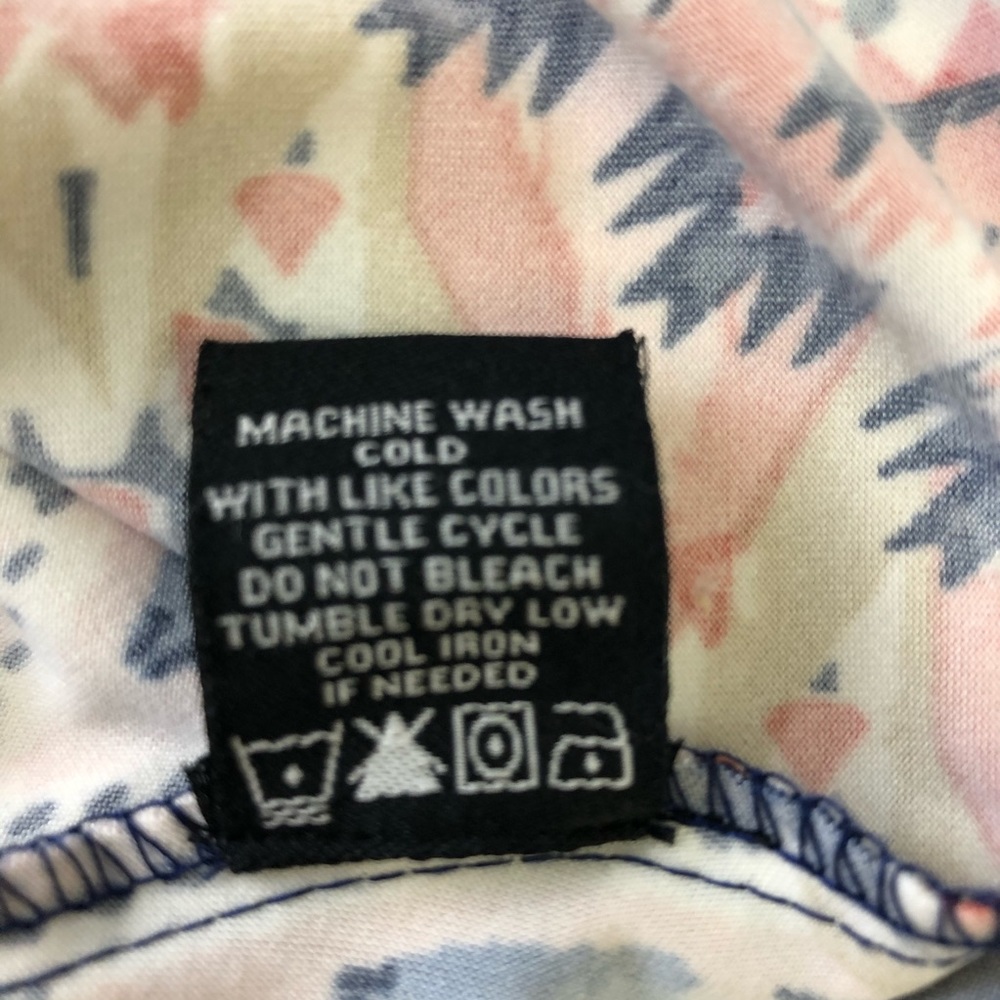 MACHINE WASH
COLD
WITH LIKE COLORS
GENTLE CYCLE
DO NOT BLEACH
TUMBLE DRY LOW
COOL IRON
IF NEEDED